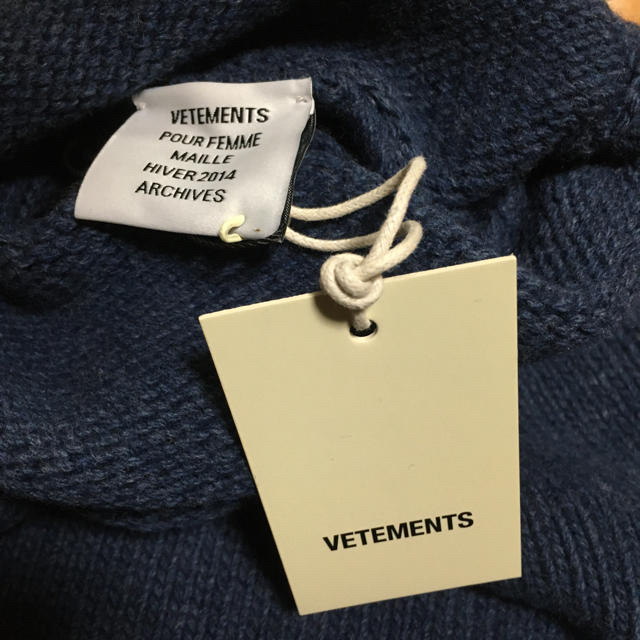 VETEMENTS
POUR FEMME
MAILLE
HIVER 2014
ARCHIVES
VETEMENTS